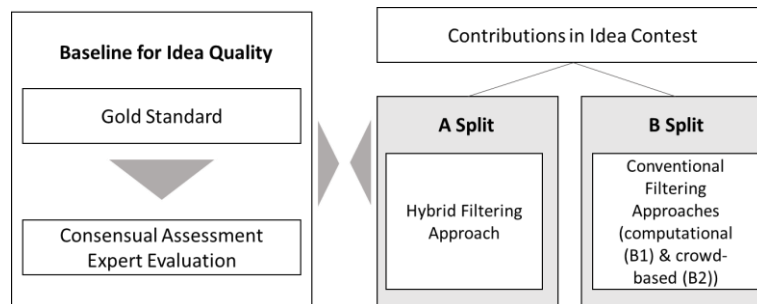 Baseline for Idea Quality
Gold Standard
Consensual Assessment
Expert Evaluation
Contributions in Idea Contest
A Split
Hybrid Filtering
Approach
B Split
Conventional
Filtering
Approaches
(computational
(B1) & crowd-
based (B2))